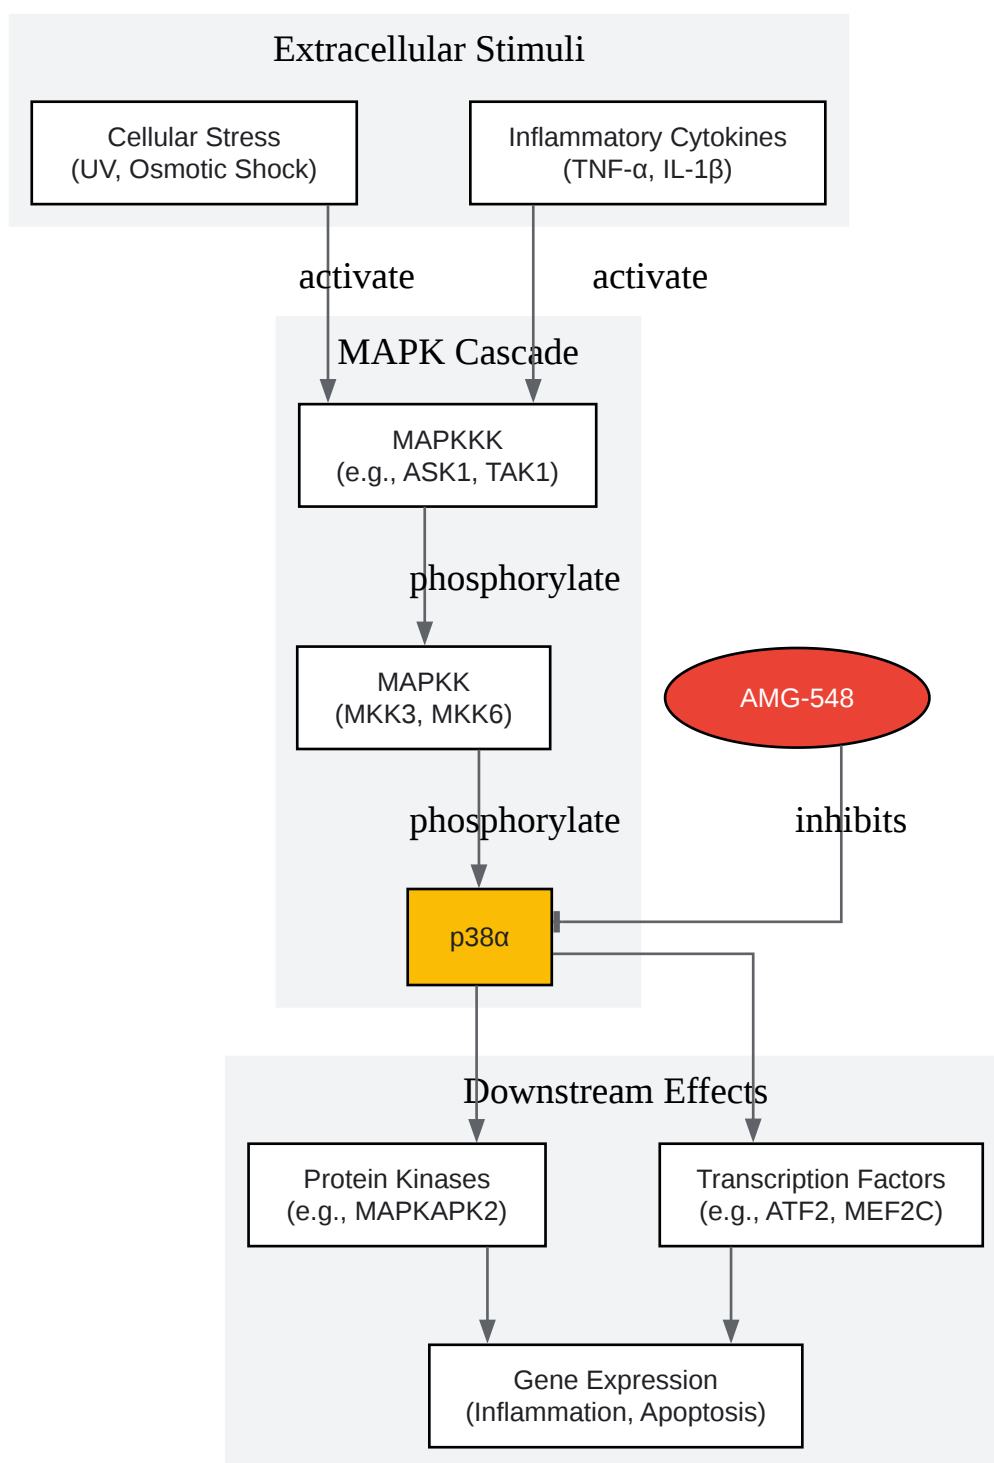 Extracellular Stimuli
Cellular Stress
(UV, Osmotic Shock)
Inflammatory Cytokines
(TNF-α, IL-1β)
activate
activate
MAPK Cascade
MAPKKK
(e.g., ASK1, TAK1)
phosphorylate
MAPKK
(MKK3, MKK6)
AMG-548
phosphorylate
inhibits
p38α
Downstream Effects
Protein Kinases
(e.g., MAPKAPK2)
Transcription Factors
(e.g., ATF2, MEF2C)
Gene Expression
(Inflammation, Apoptosis)